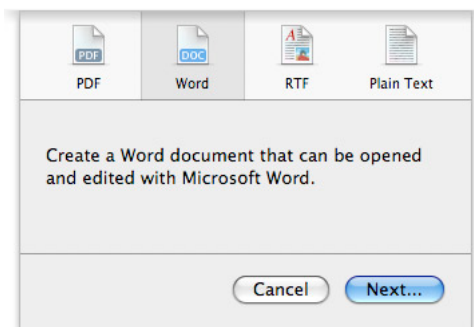 PDF DOC
PDF Word RTF Plain Text
Create a Word document that can be opened
and edited with Microsoft Word.
Cancel Next...